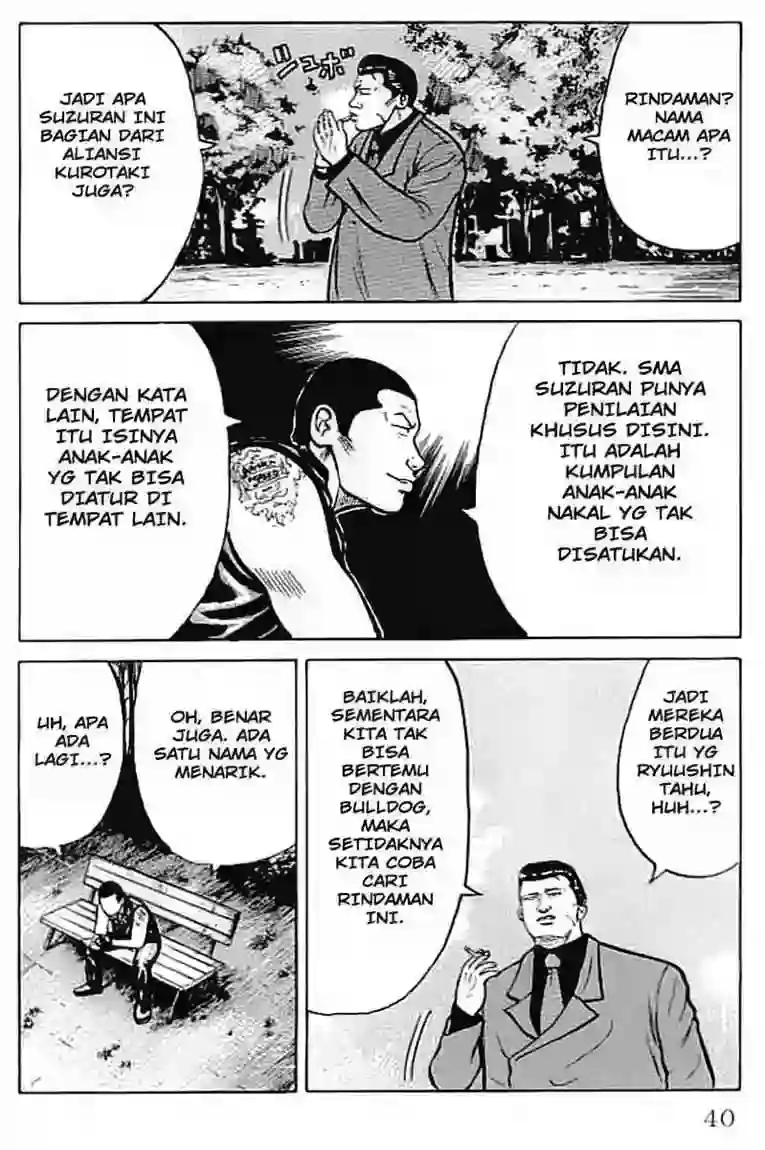 RINDAMAN?
NAMA
MACAM APA
ITU...?
ジュボ
JADI APA
SUZURAN INI
BAGIAN DARI
ALIANSI
KUROTAKI
JUGA?
TIDAK. SMA
SUZURAN PUNYA
PENILAIAN
KHUSUS DISINI.
ITU ADALAH
KUMPULAN
ANAK-ANAK
NAKAL YG TAK
BISA
DISATUKAN.
DENGAN KATA
LAIN, TEMPAT
ITU ISINYA
ANAK-ANAK
YG TAK BISA
DIATUR DI
TEMPAT LAIN.
JADI
MEREKA
BERDUA
ITU YG
RYUUSHIN
TAHU,
HUH...?
BAIKLAH,
SEMENTARA
KITA TAK
BISA
BERTEMU
DENGAN
BULLDOG,
MAKA
SETIDAKNYA
KITA COBA
CARI
RINDAMAN
INI.
OH, BENAR
JUGA. ADA
SATU NAMA YG
MENARIK.
UH, APA
ADA
LAGI...?
40